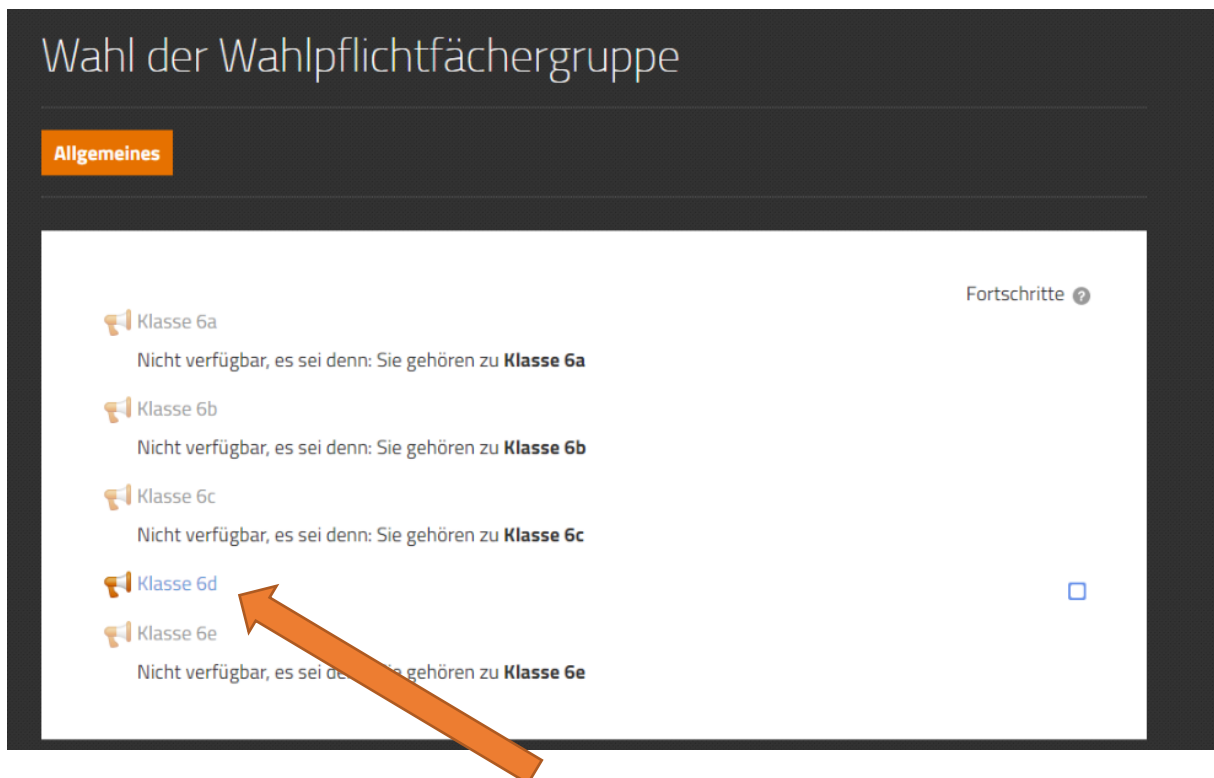 Wahl der Wahlpflichtfächergruppe
Allgemeines
Fortschritte
Klasse 6a
Nicht verfügbar, es sei denn: Sie gehören zu Klasse 6a
Klasse 6b
Nicht verfügbar, es sei denn: Sie gehören zu Klasse 6b
Klasse 6c
Nicht verfügbar, es sei denn: Sie gehören zu Klasse 6c
Klasse 6d
Klasse 6e
Nicht verfügbar, es sei gehören zu Klasse 6e